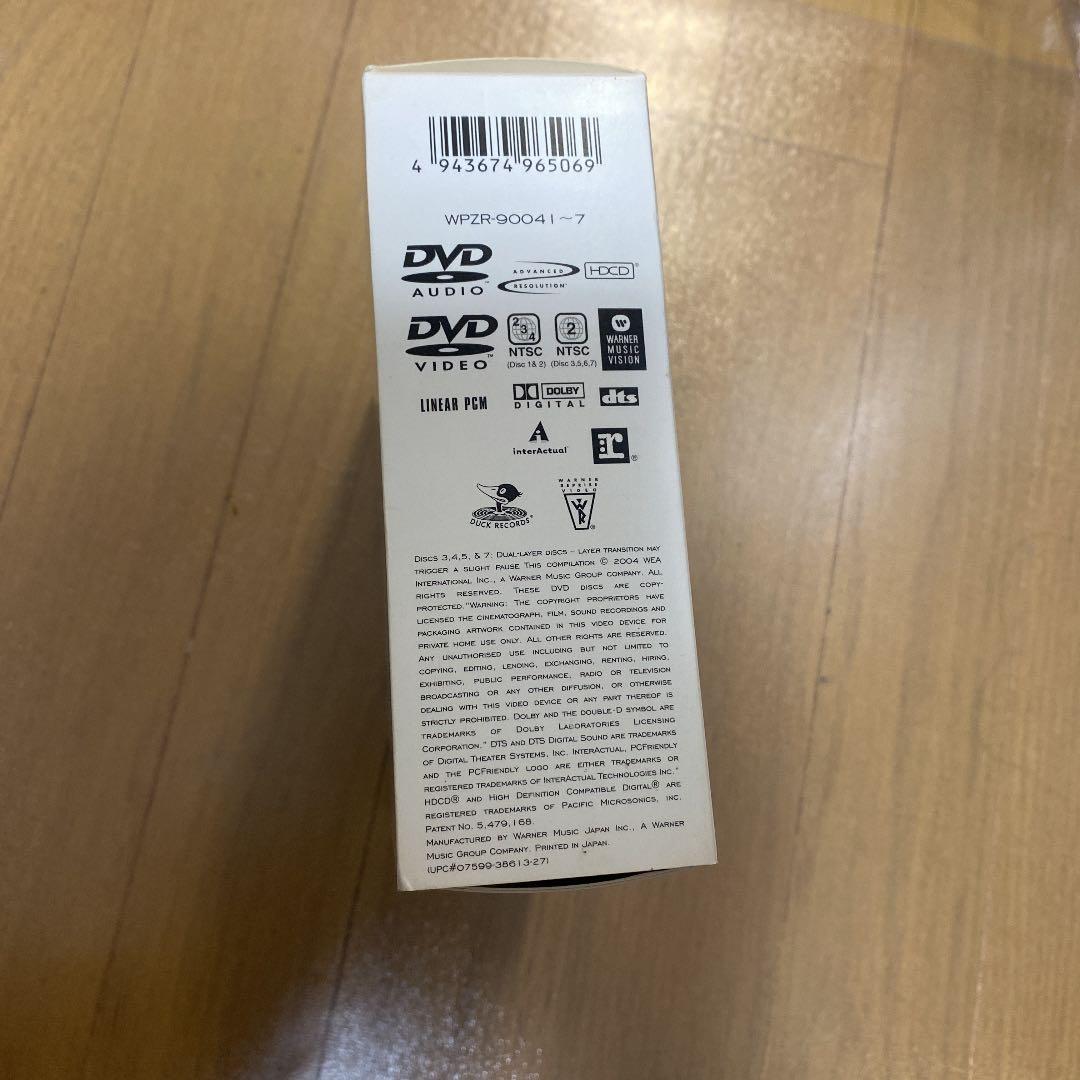 4 943674 965069
WPZR-90041~7
DVD AUDIO™
ADVANCED RESOLUTION™
HDCD®
DVD VIDEO™
2 3 4 NTSC (Disc 1& 2)
2 NTSC (Disc 3,5,6,7)
W WARNER MUSIC VISION
LINEAR PCM
DOLBY DIGITAL
dts
interActual™
r®
DUCK RECORDS®
WARNER REPRISE VIDEO WR®
DISCS 3,4,5, & 7: DUAL-LAYER DISCS – LAYER TRANSITION MAY
TRIGGER A SLIGHT PAUSE THIS COMPILATION © 2004 WEA
INTERNATIONAL INC., A WARNER MUSIC GROUP COMPANY. ALL
RIGHTS RESERVED. THESE DVD DISCS ARE COPY-
PROTECTED."WARNING: THE COPYRIGHT PROPRIETORS HAVE
LICENSED THE CINEMATOGRAPH, FILM, SOUND RECORDINGS AND
PACKAGING ARTWORK CONTAINED IN THIS VIDEO DEVICE FOR
PRIVATE HOME USE ONLY. ALL OTHER RIGHTS ARE RESERVED.
ANY UNAUTHORISED USE INCLUDING BUT NOT LIMITED TO
COPYING, EDITING, LENDING, EXCHANGING, RENTING, HIRING,
EXHIBITING, PUBLIC PERFORMANCE, RADIO OR TELEVISION
BROADCASTING OR ANY OTHER DIFFUSION, OR OTHERWISE
DEALING WITH THIS VIDEO DEVICE OR ANY PART THEREOF IS
STRICTLY PROHIBITED. DOLBY AND THE DOUBLE-D SYMBOL ARE
TRADEMARKS OF DOLBY LABORATORIES LICENSING
CORPORATION." DTS AND DTS DIGITAL SOUND ARE TRADEMARKS
OF DIGITAL THEATER SYSTEMS, INC. INTERACTUAL, PCFRIENDLY
AND THE PCFRIENDLY LOGO ARE EITHER TRADEMARKS OR
REGISTERED TRADEMARKS OF INTERACTUAL TECHNOLOGIES INC."
HDCD® AND HIGH DEFINITION COMPATIBLE DIGITAL® ARE
REGISTERED TRADEMARKS OF PACIFIC MICROSONICS, INC.
PATENT NO. 5,479,168.
MANUFACTURED BY WARNER MUSIC JAPAN INC., A WARNER
MUSIC GROUP COMPANY. PRINTED IN JAPAN.
(UPC#07599-38613-27)